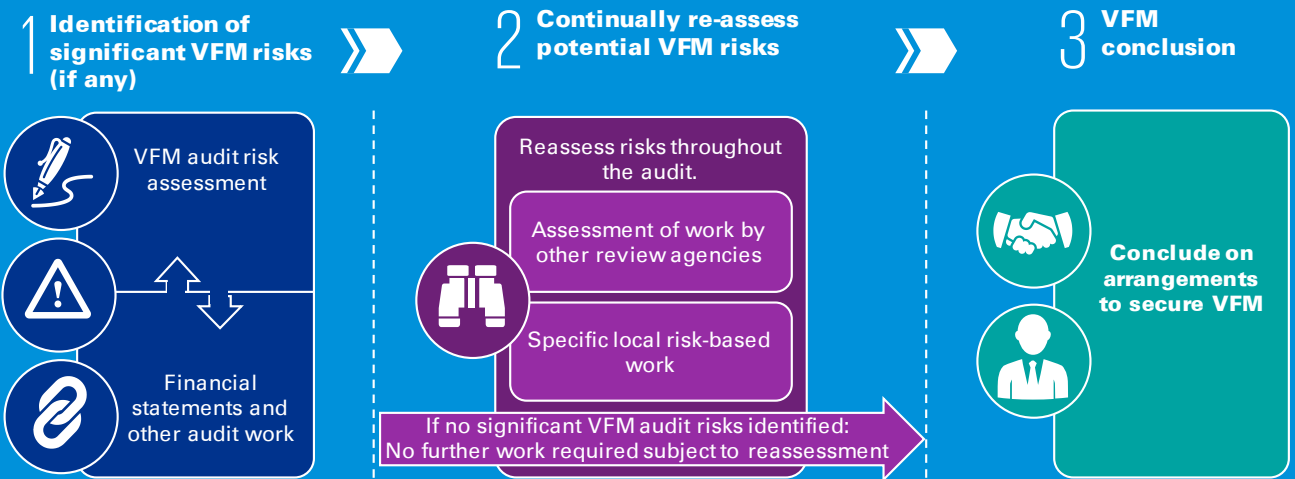 1 Identification of
significant VFM risks
(if any)
2 Continually re-assess
potential VFM risks
3 VFM
conclusion
VFM audit risk
assessment
Financial
statements and
other audit work
Reassess risks throughout
the audit.
Assessment of work by
other review agencies
Specific local risk-based
work
If no significant VFM audit risks identified:
No further work required subject to reassessment
Conclude on
arrangements
to secure VFM